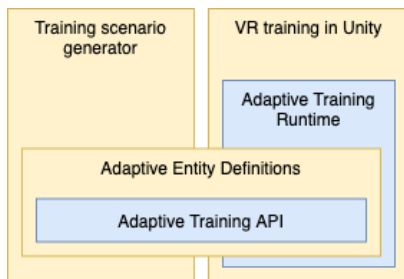 Training scenario
generator
VR training in Unity
Adaptive Training
Runtime
Adaptive Entity Definitions
Adaptive Training API